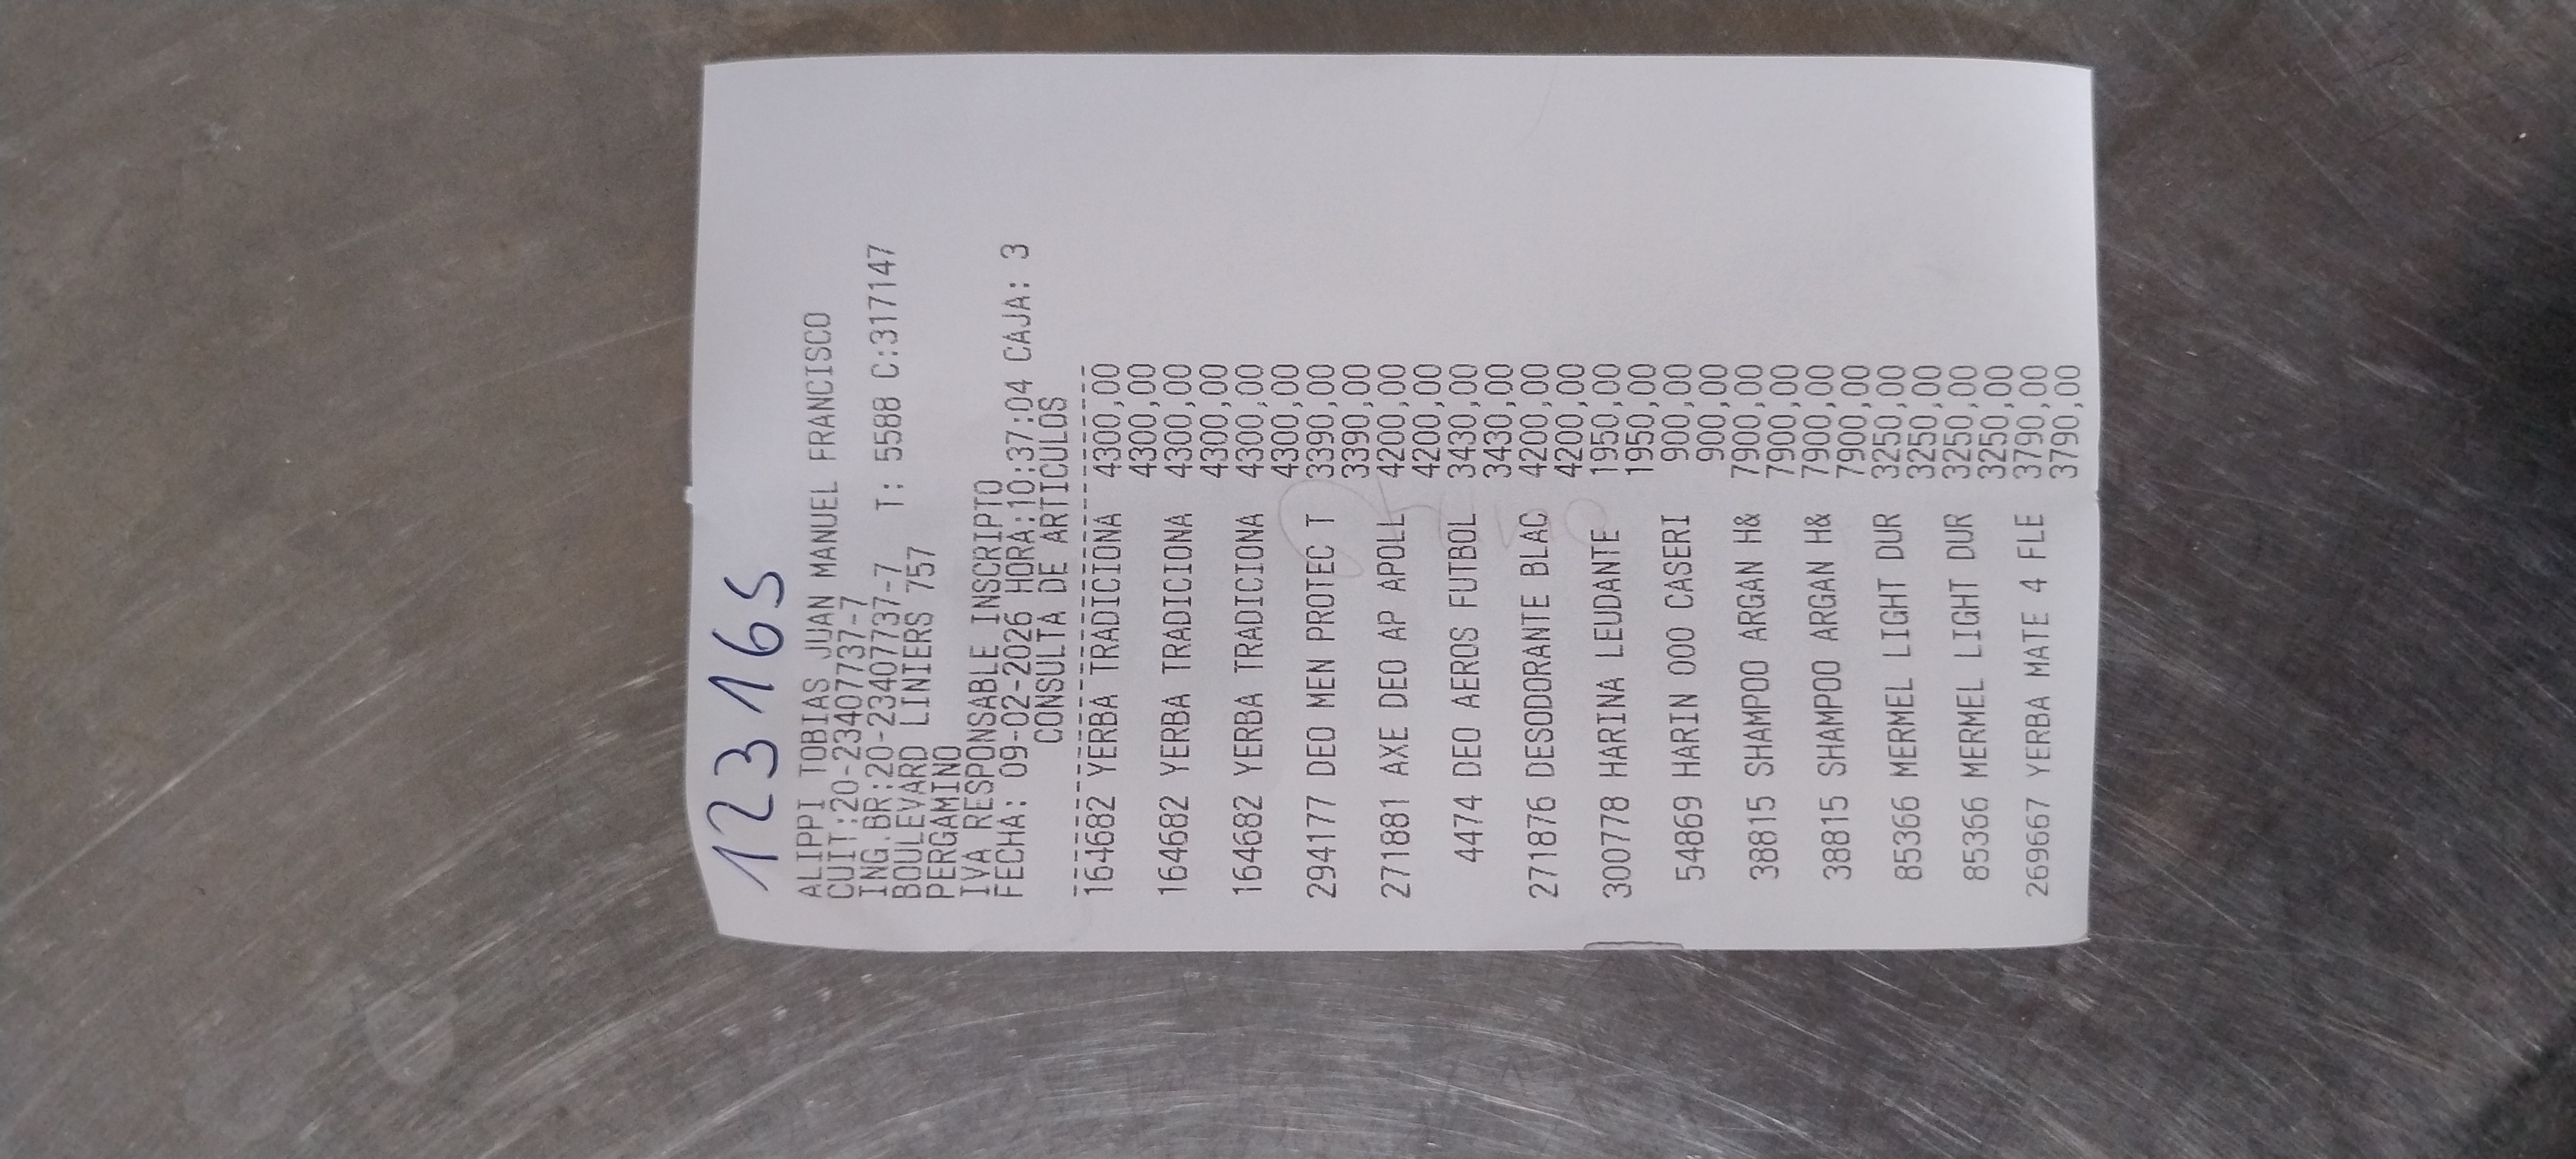 123165
ALIPPI TOBIAS JUAN MANUEL FRANCISCO
CUIT:20-23407737-7
ING.BR:20-23407737-7 T: 5588 C:317147
BOULEVARD LINIERS 757
PERGAMINO
IVA RESPONSABLE INSCRIPTO
FECHA: 09-02-2026 HORA:10:37:04 CAJA: 3
CONSULTA DE ARTICULOS
164682 YERBA TRADICIONA 4300,00
4300,00
164682 YERBA TRADICIONA 4300,00
4300,00
164682 YERBA TRADICIONA 4300,00
4300,00
294177 DEO MEN PROTEC T 3390,00
3390,00
271881 AXE DEO AP APOLL 4200,00
4200,00
4474 DEO AEROS FUTBOL 3430,00
3430,00
271876 DESODORANTE BLAC 4200,00
4200,00
300778 HARINA LEUDANTE 1950,00
1950,00
54869 HARIN 000 CASERI 900,00
900,00
38815 SHAMPOO ARGAN H& 7900,00
7900,00
38815 SHAMPOO ARGAN H& 7900,00
7900,00
85366 MERMEL LIGHT DUR 3250,00
3250,00
85366 MERMEL LIGHT DUR 3250,00
3250,00
269667 YERBA MATE 4 FLE 3790,00
3790,00